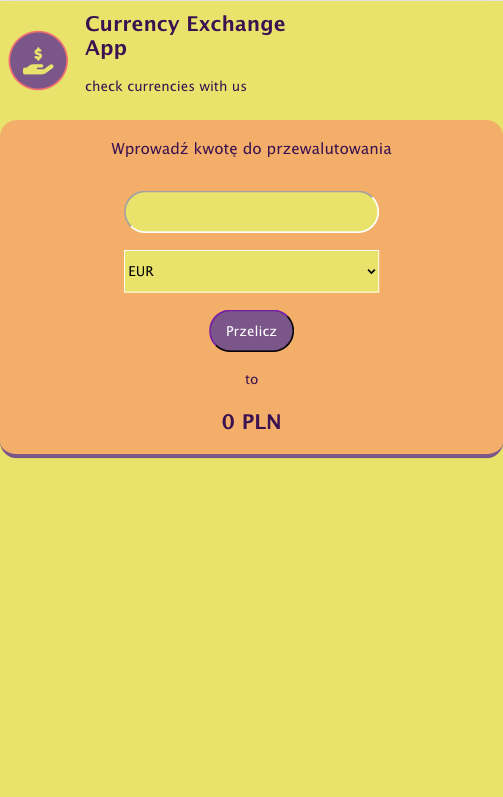 $
Currency Exchange
App
check currencies with us
Wprowadź kwotę do przewalutowania
EUR
Przelicz
to
0 PLN